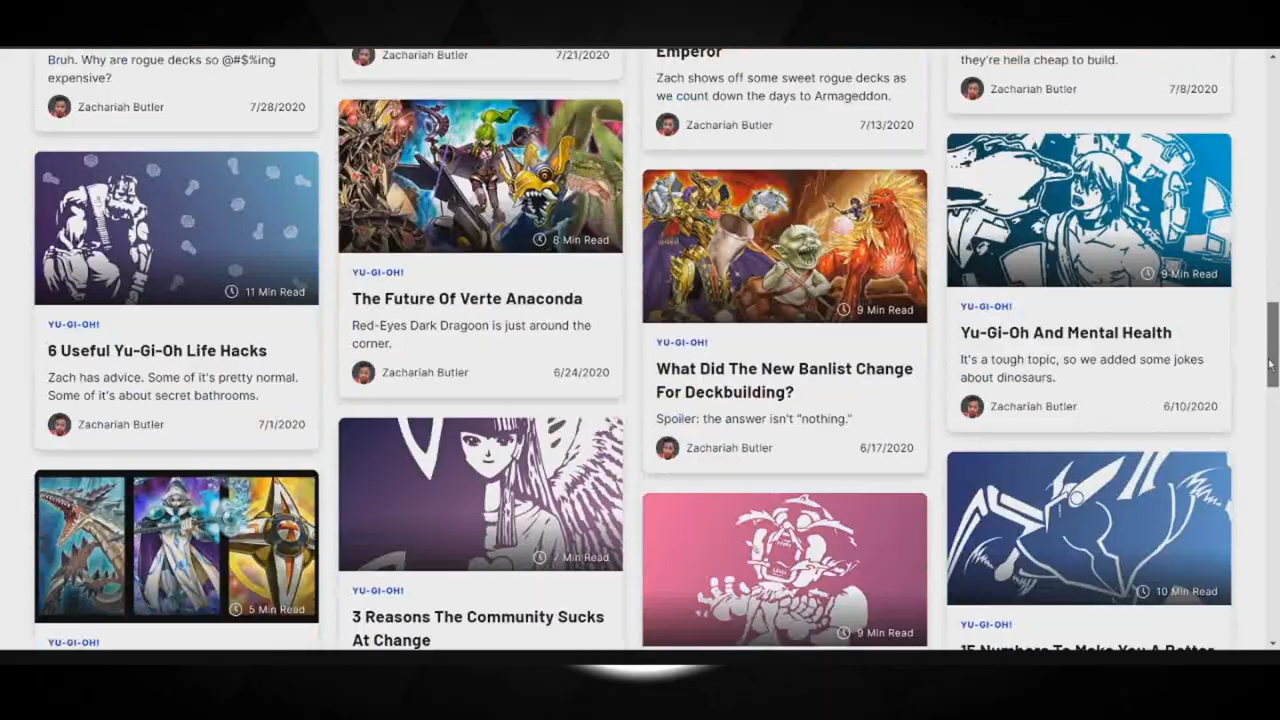 Bruh. Why are rogue decks so @#$%ing
expensive?
Zachariah Butler
7/28/2020
11 Min Read
YU-GI-OH!
6 Useful Yu-Gi-Oh Life Hacks
Zach has advice. Some of it's pretty normal.
Some of it's about secret bathrooms.
Zachariah Butler
7/1/2020
5 Min Read
YU-GI-OH!
Zachariah Butler
7/21/2020
8 Min Read
YU-GI-OH!
The Future Of Verte Anaconda
Red-Eyes Dark Dragoon is just around the
corner.
Zachariah Butler
6/24/2020
7 Min Read
YU-GI-OH!
3 Reasons The Community Sucks
At Change
Emperor
Zach shows off some sweet rogue decks as
we count down the days to Armageddon.
Zachariah Butler
7/13/2020
9 Min Read
YU-GI-OH!
What Did The New Banlist Change
For Deckbuilding?
Spoiler: the answer isn't "nothing."
Zachariah Butler
6/17/2020
9 Min Read
they're hella cheap to build.
Zachariah Butler
7/8/2020
9 Min Read
YU-GI-OH!
Yu-Gi-Oh And Mental Health
It's a tough topic, so we added some jokes
about dinosaurs.
Zachariah Butler
6/10/2020
10 Min Read
YU-GI-OH!
15 Numbers To Make You A Better